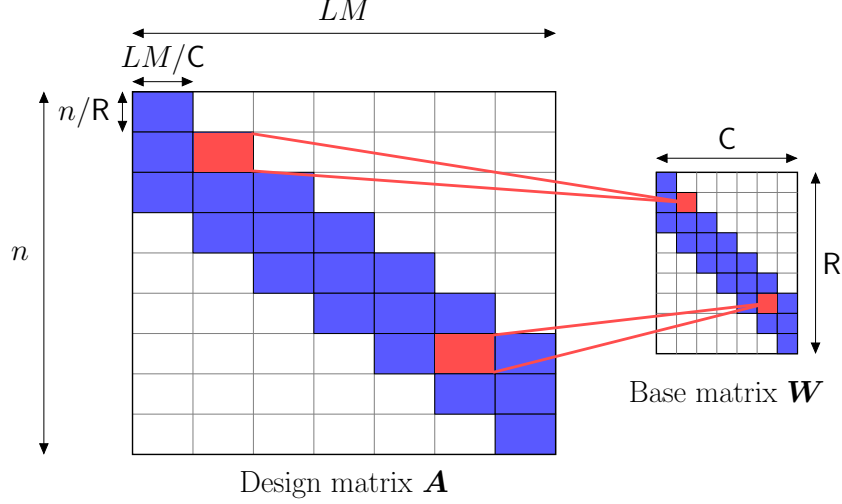 LM
LM/C
n/R
n
C
R
Base matrix W
Design matrix A